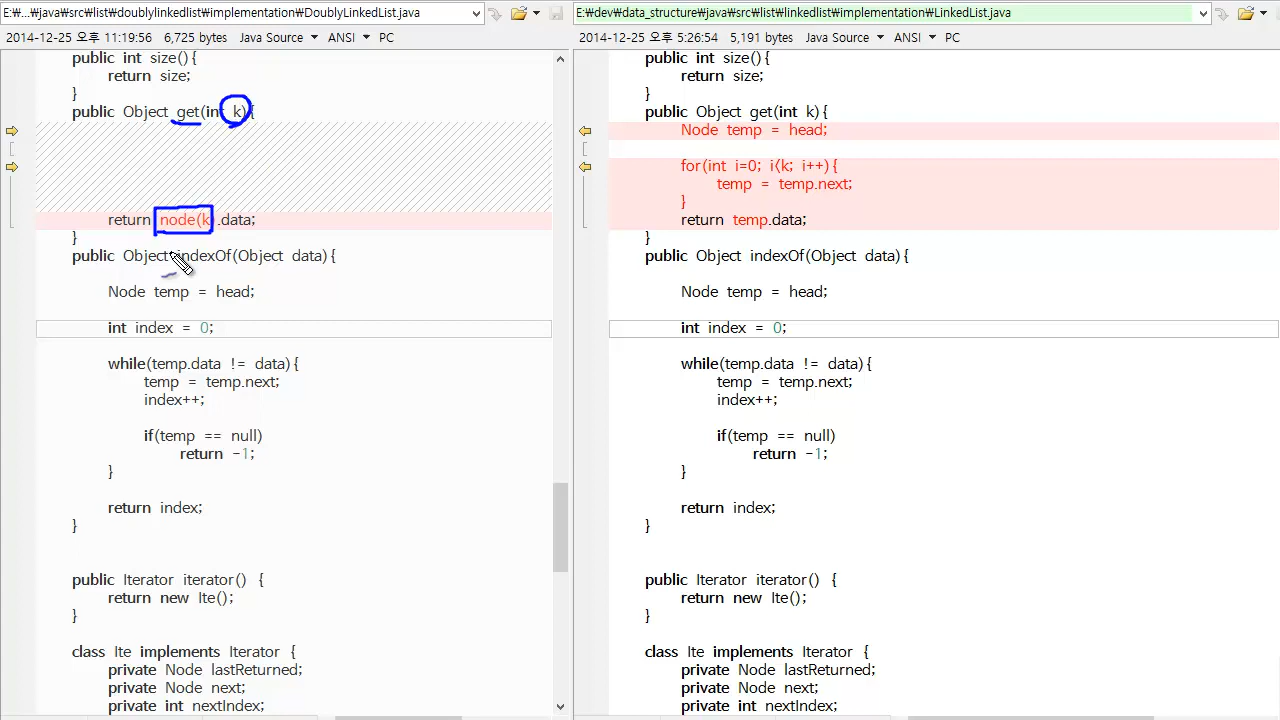 E:₩...₩java₩src₩list₩doublylinkedlist₩implementation₩DoublyLinkedList.java
2014-12-25 오후 11:19:56 6,725 bytes Java Source ANSI PC
public int size(){
return size;
}
public Object get(int k){
return node(k).data;
}
public Object indexOf(Object data){
Node temp = head;
int index = 0;
while(temp.data != data){
temp = temp.next;
index++;
if(temp == null)
return -1;
}
return index;
}
public Iterator iterator() {
return new Ite();
}
class Ite implements Iterator {
private Node lastReturned;
private Node next;
private int nextIndex;
E:₩dev₩data_structure₩java₩src₩list₩linkedlist₩implementation₩LinkedList.java
2014-12-25 오후 5:26:54 5,191 bytes Java Source ANSI PC
public int size(){
return size;
}
public Object get(int k){
Node temp = head;
for(int i=0; i<k; i++){
temp = temp.next;
}
return temp.data;
}
public Object indexOf(Object data){
Node temp = head;
int index = 0;
while(temp.data != data){
temp = temp.next;
index++;
if(temp == null)
return -1;
}
return index;
}
public Iterator iterator() {
return new Ite();
}
class Ite implements Iterator {
private Node lastReturned;
private Node next;
private int nextIndex;